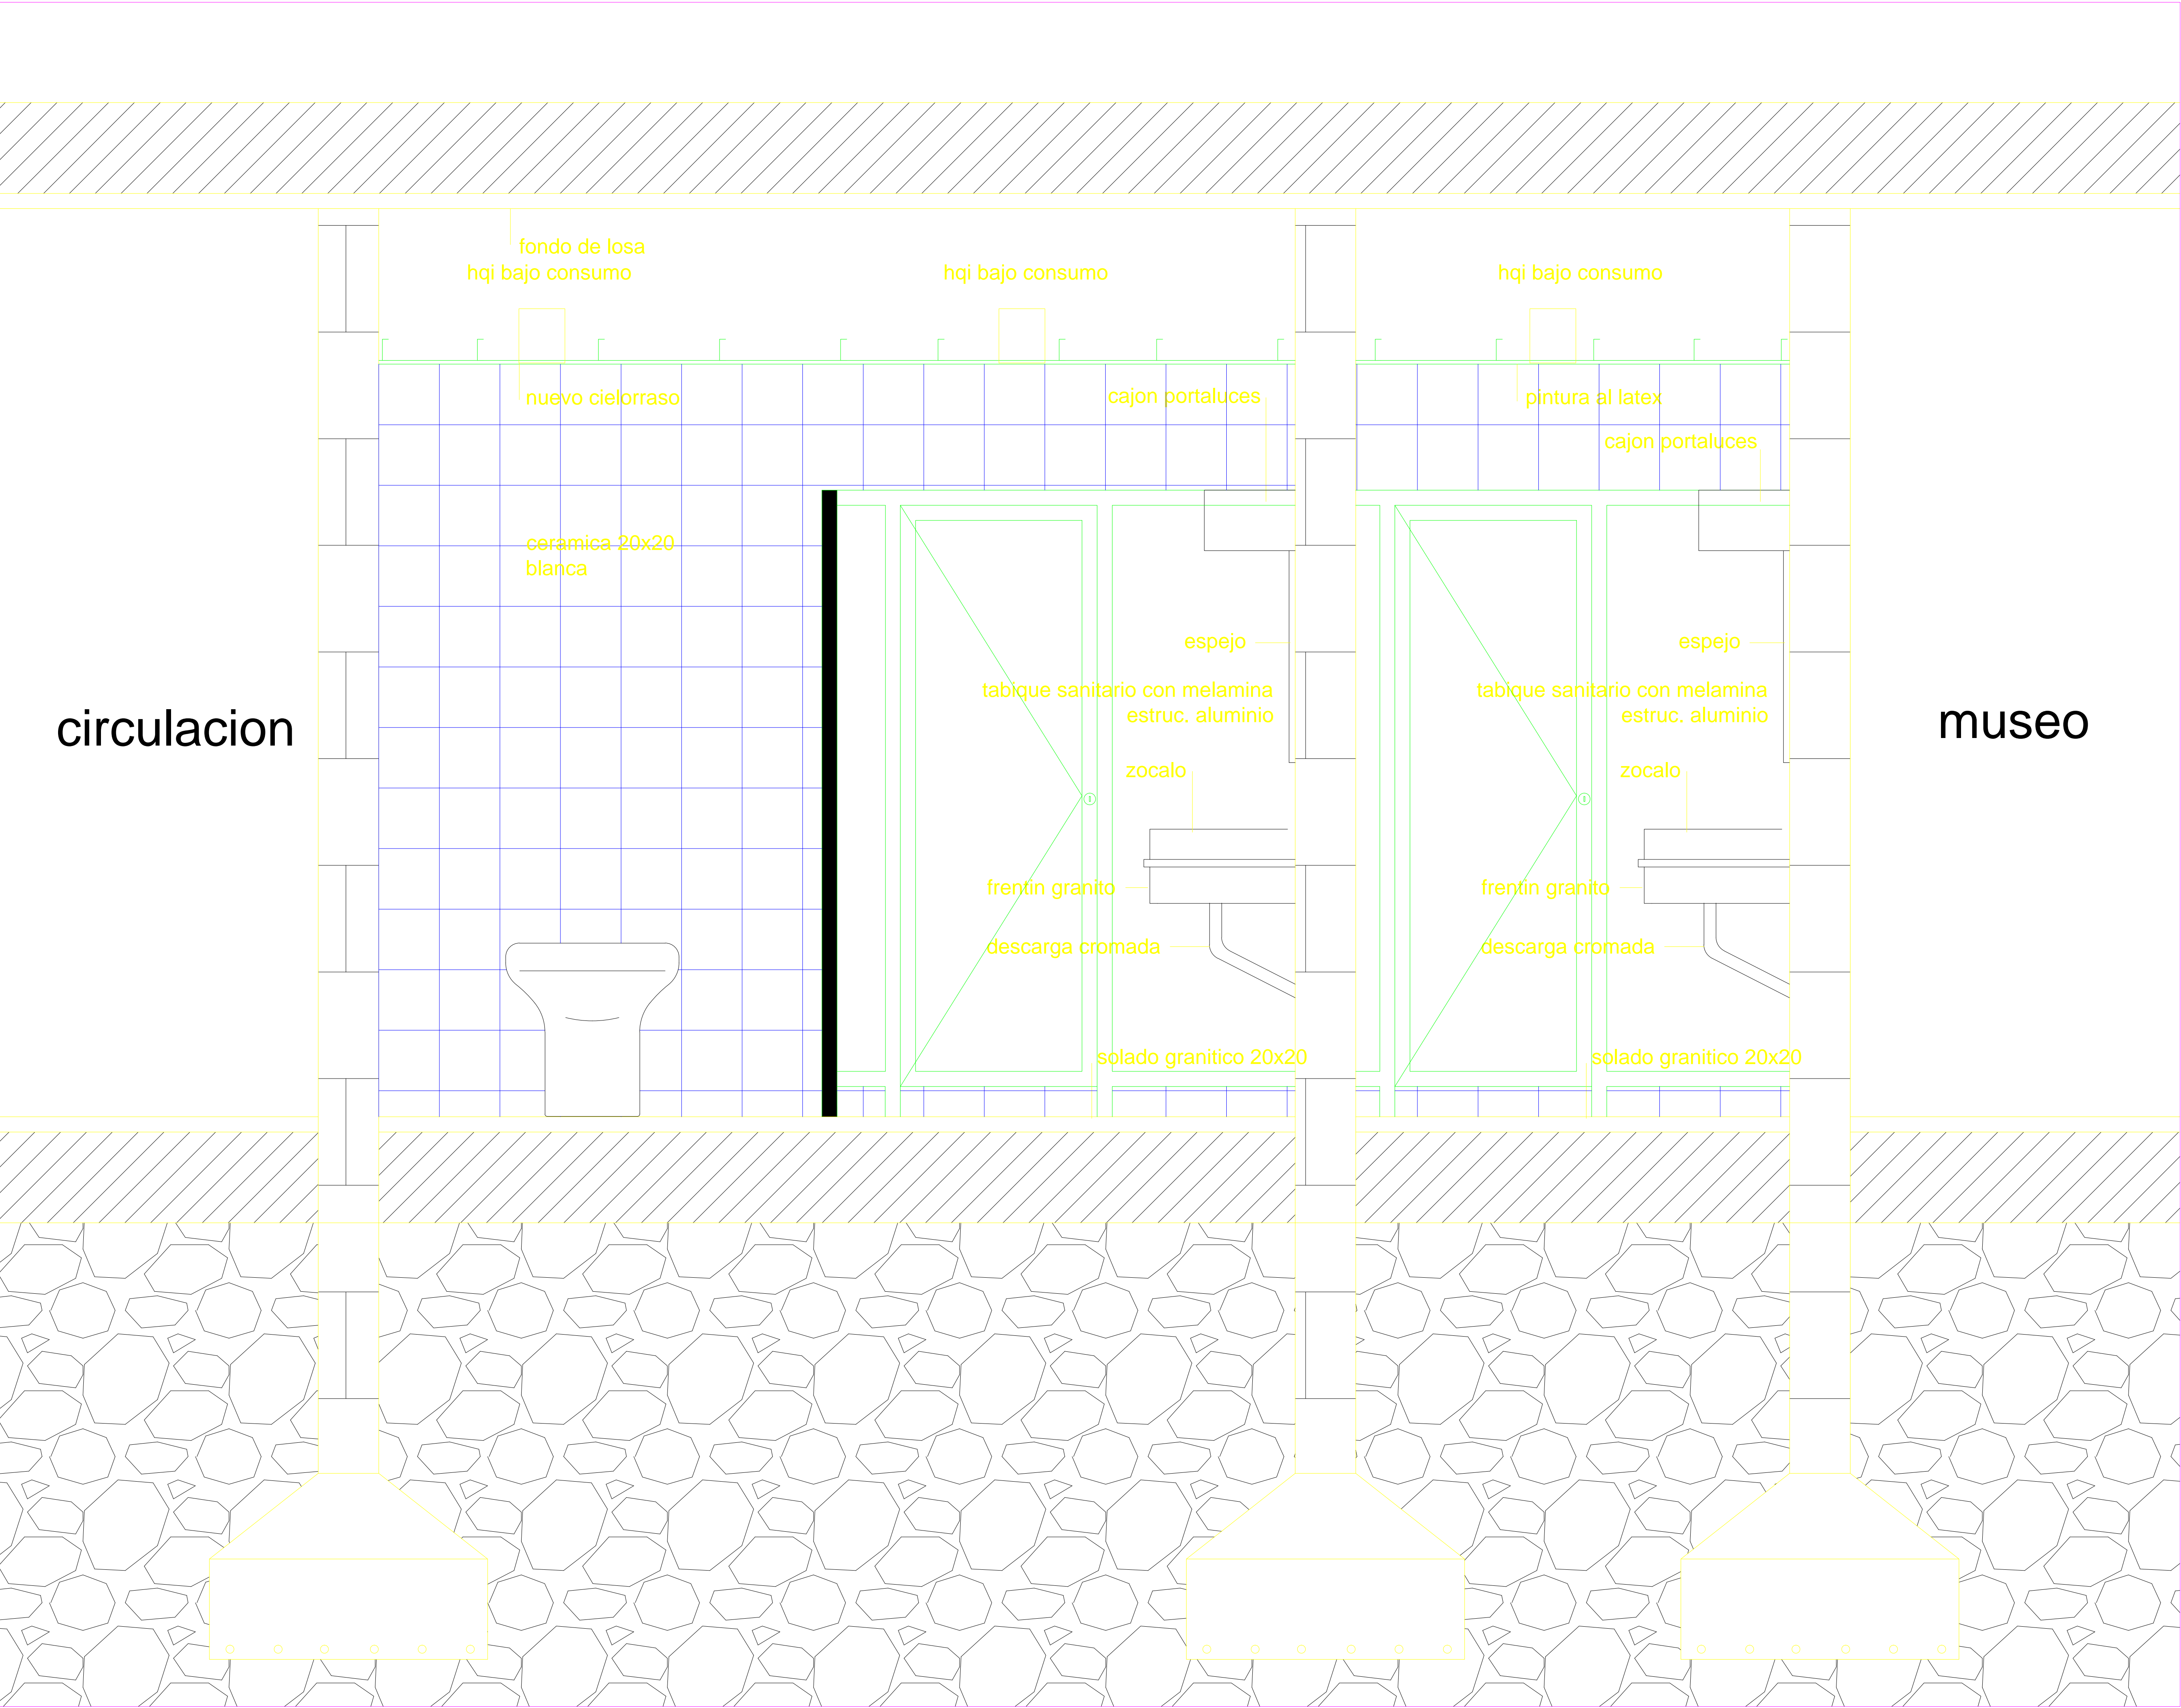 fondo de losa
hqi bajo consumo
hqi bajo consumo
hqi bajo consumo
nuevo cielorraso
cajon portaluces
pintura al latex
cajon portaluces
ceramica 20x20
blanca
espejo
espejo
tabique sanitario con melamina
estruc. aluminio
tabique sanitario con melamina
estruc. aluminio
circulacion
museo
zocalo
zocalo
frentin granito
frentin granito
descarga cromada
descarga cromada
solado granitico 20x20
solado granitico 20x20